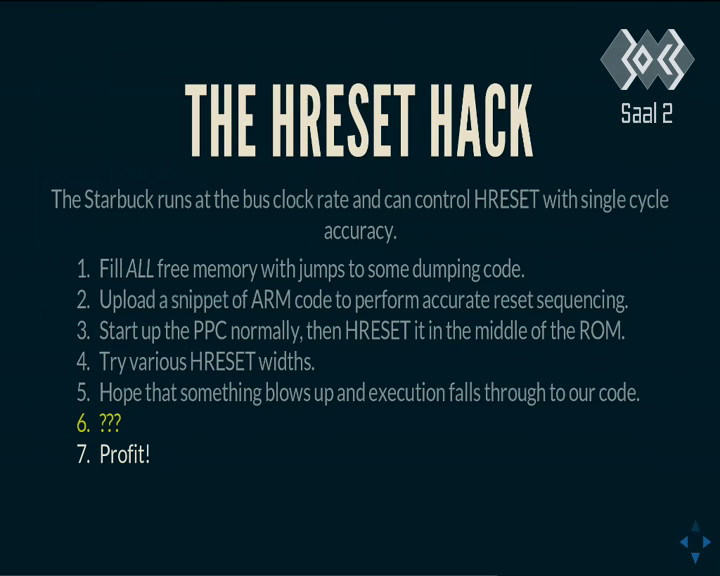 Saal 2
THE HRESET HACK
The Starbuck runs at the bus clock rate and can control HRESET with single cycle
accuracy.
1. Fill ALL free memory with jumps to some dumping code.
2. Upload a snippet of ARM code to perform accurate reset sequencing.
3. Start up the PPC normally, then HRESET it in the middle of the ROM.
4. Try various HRESET widths.
5. Hope that something blows up and execution falls through to our code.
6. ???
7. Profit!